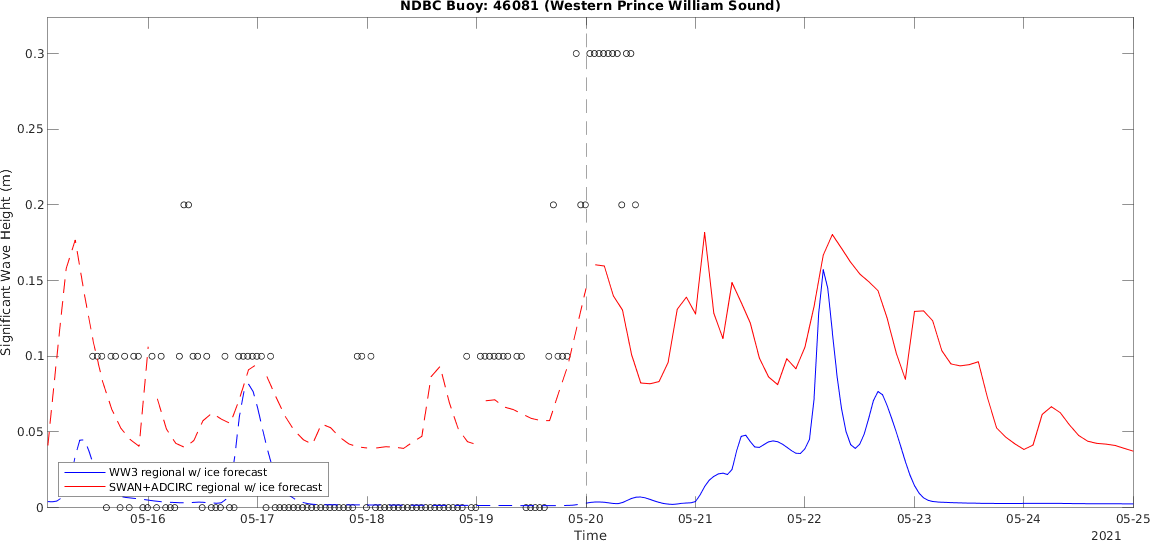 NDBC Buoy: 46081 (Western Prince William Sound)
0.3
0.25
0.2
0.15
0.1
0.05
0
Significant Wave Height (m)
WW3 regional w/ ice forecast
SWAN+ADCIRC regional w/ ice forecast
05-16 05-17 05-18 05-19 05-20 05-21 05-22 05-23 05-24 05-25
Time
2021